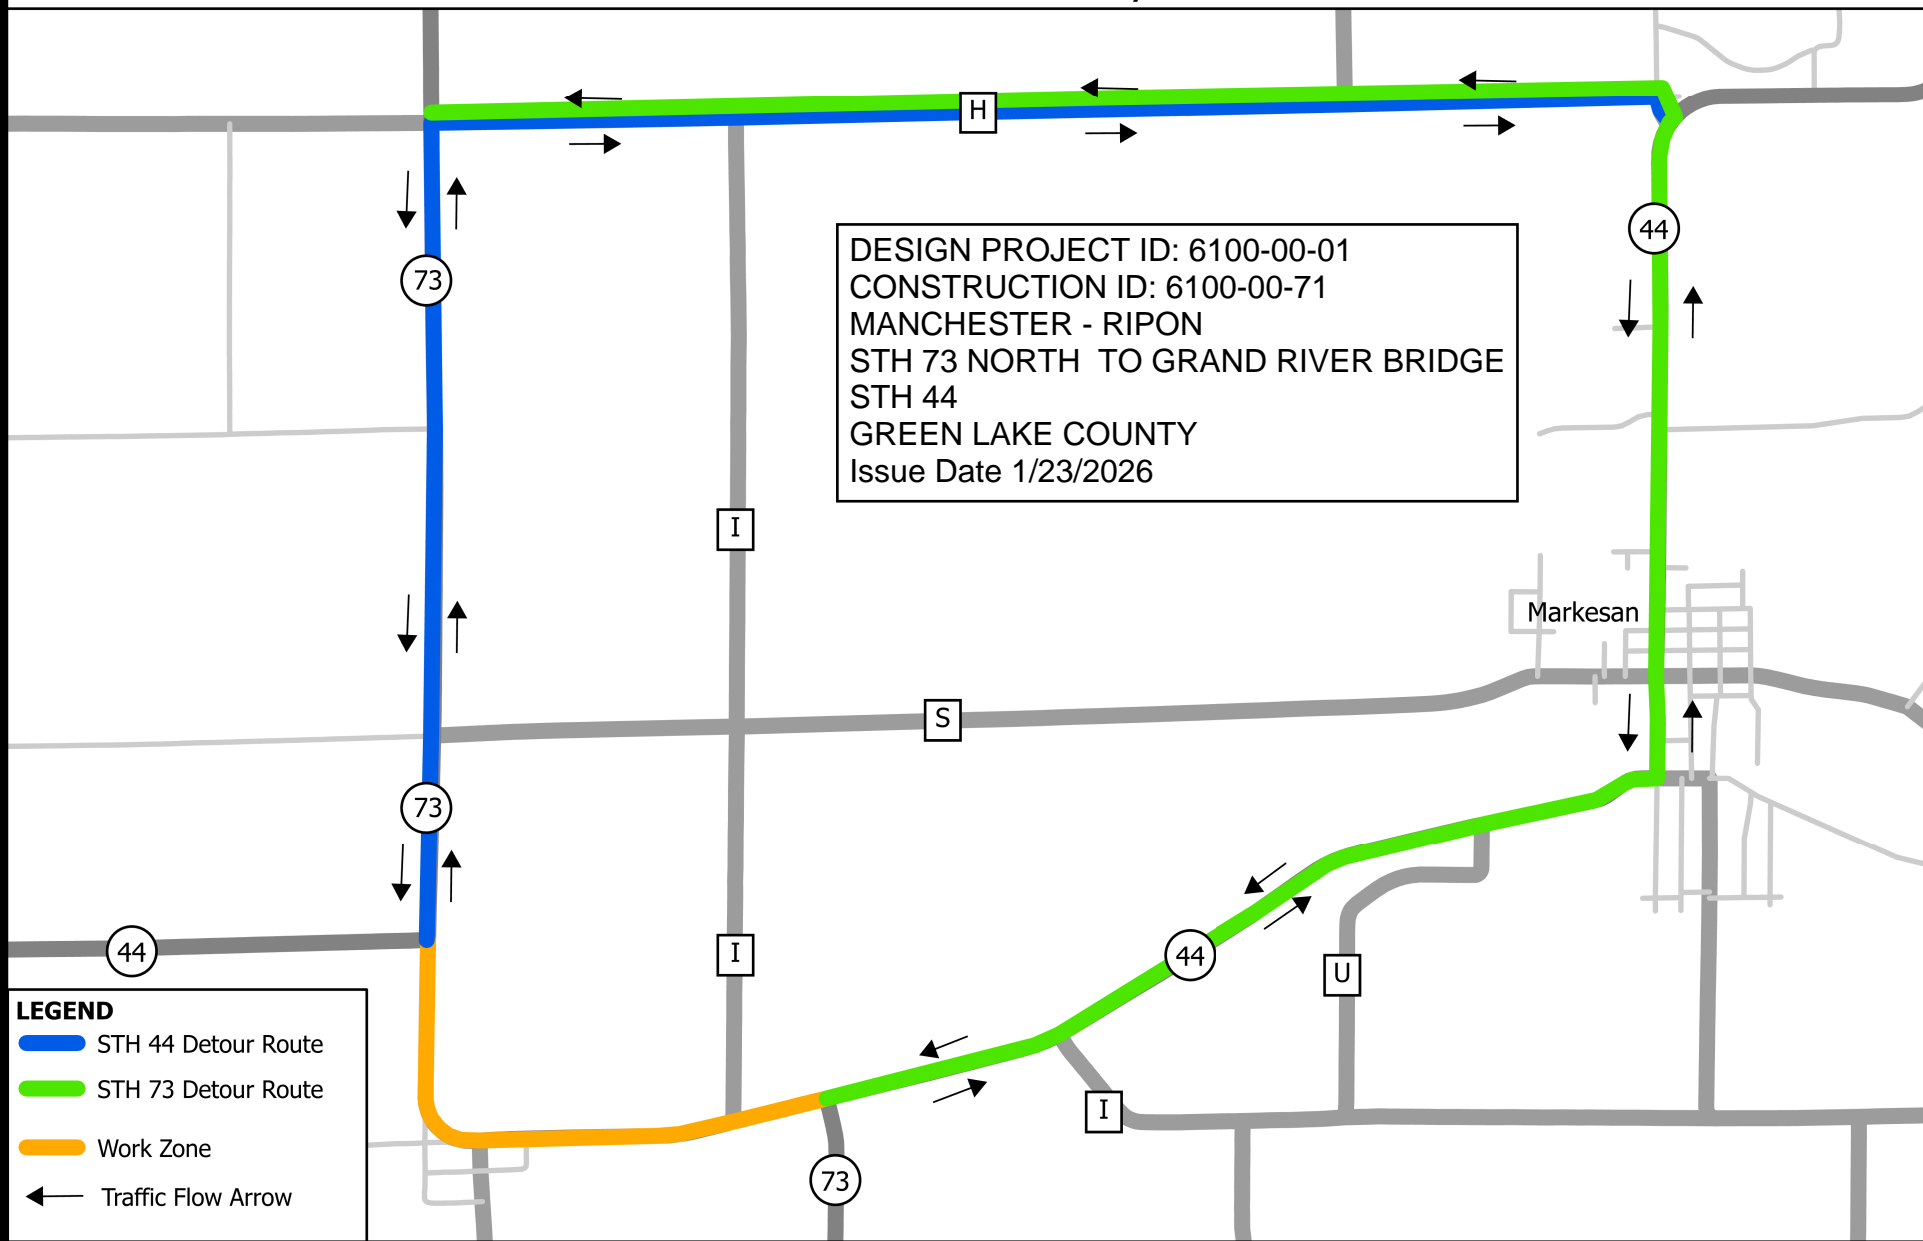 H
44
73
DESIGN PROJECT ID: 6100-00-01
CONSTRUCTION ID: 6100-00-71
MANCHESTER - RIPON
STH 73 NORTH  TO GRAND RIVER BRIDGE
STH 44
GREEN LAKE COUNTY
Issue Date 1/23/2026
I
Markesan
S
73
44
I
44
U
I
73
LEGEND
STH 44 Detour Route
STH 73 Detour Route
Work Zone
Traffic Flow Arrow